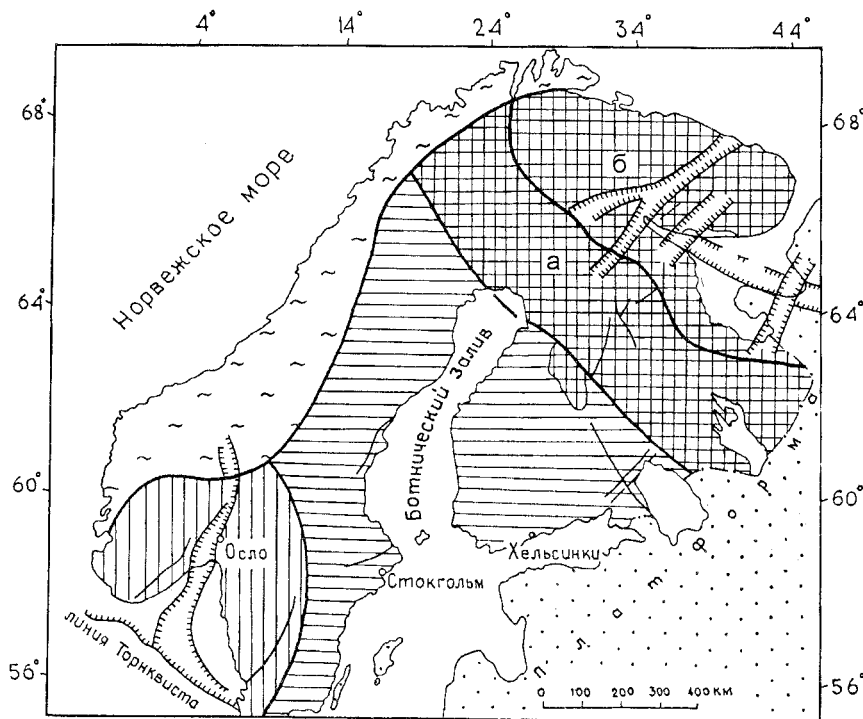 4° 14° 24° 34° 44°
68° 68°
Норвежское море
б
а
64° 64°
Ботнический залив
60° 60°
Осло
Хельсинки
Стокгольм
линия Торнквиста
платформа
56° 56°
0 100 200 300 400 км